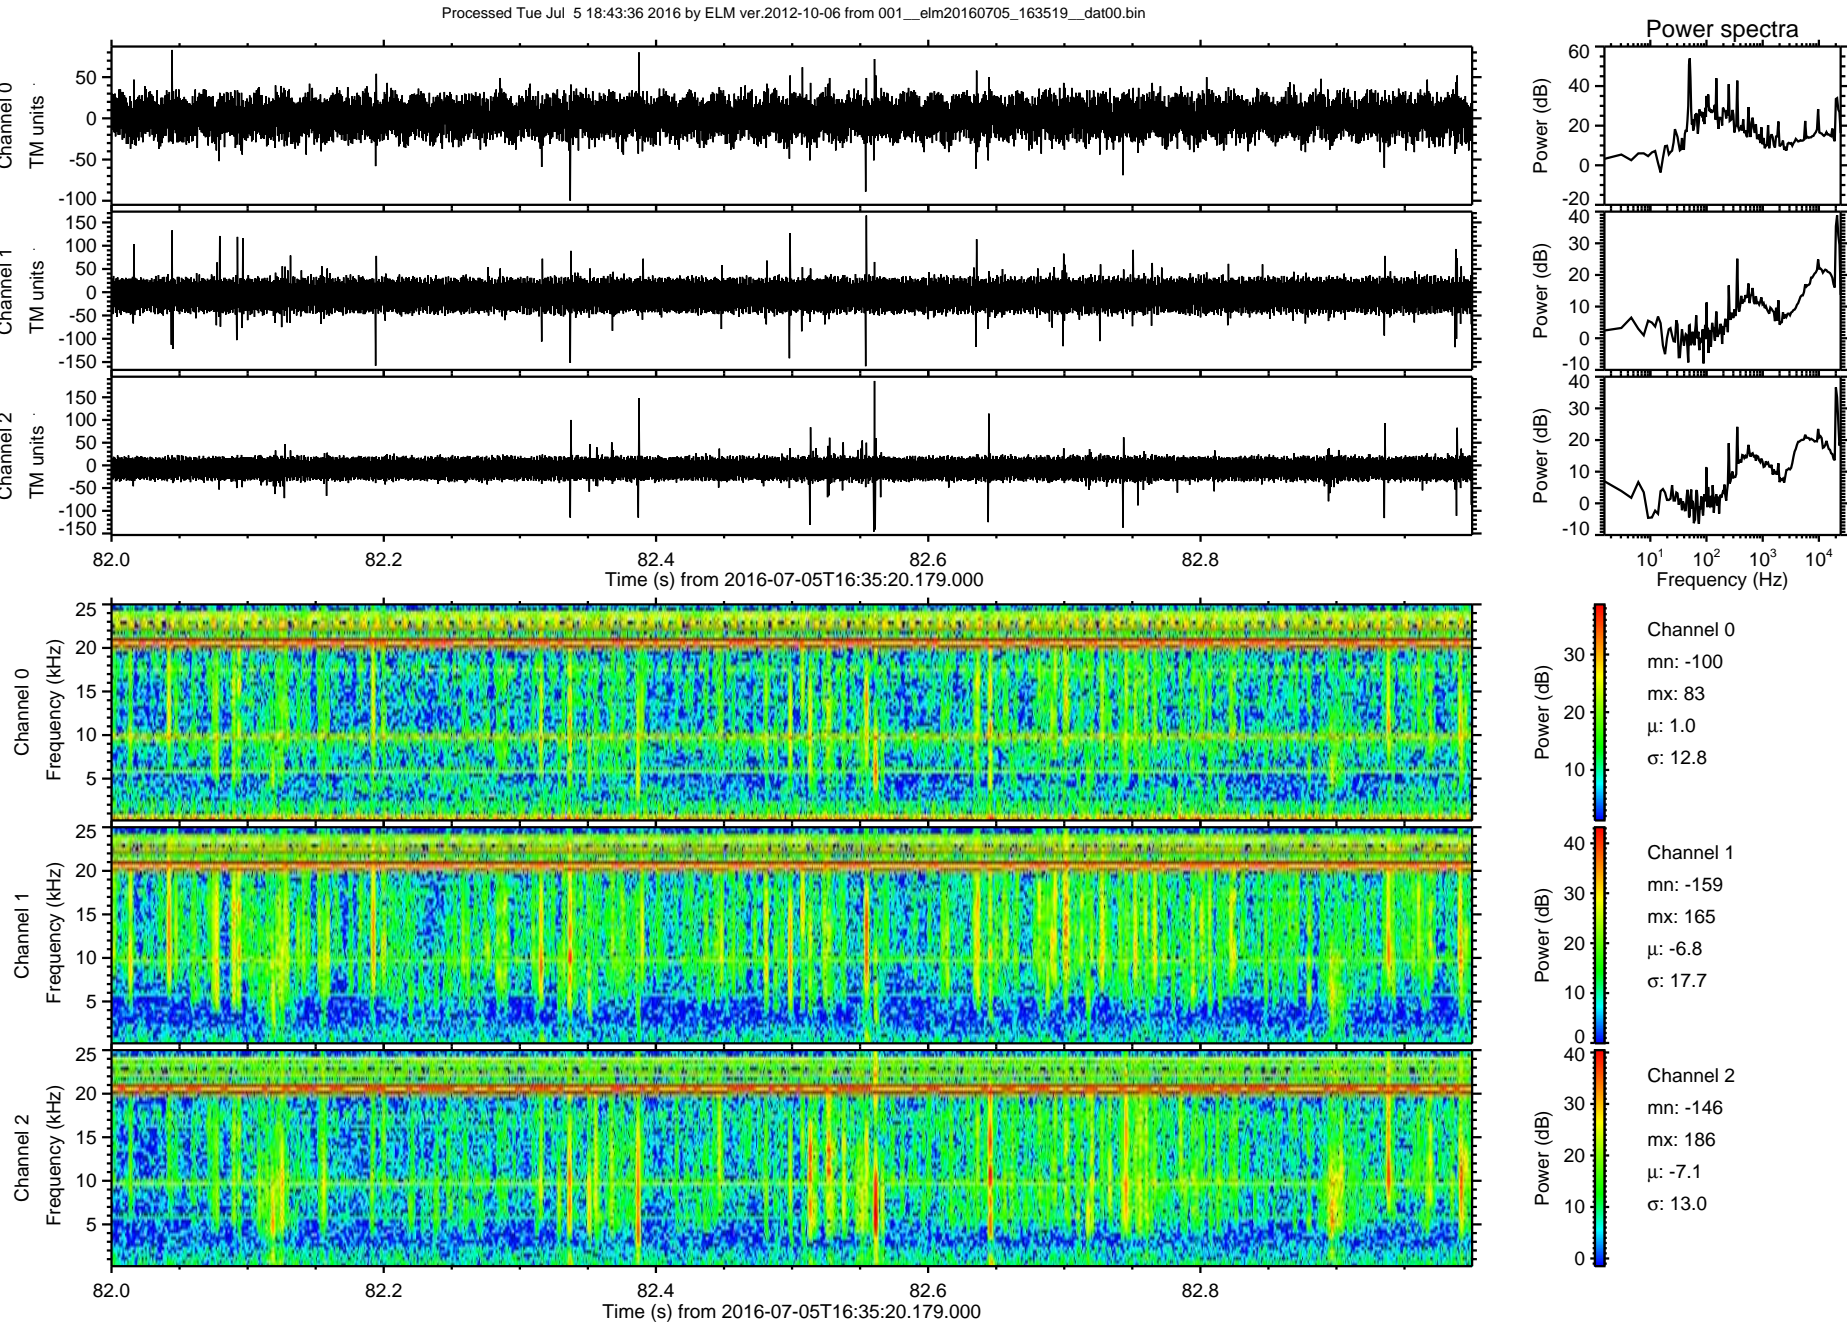 Processed Tue Jul  5 18:43:36 2016 by ELM ver.2012-10-06 from 001__elm20160705_163519__dat00.bin
Power spectra
Channel 0
TM units
50
0
-50
-100
Power (dB)
60
40
20
0
-20
Channel 1
TM units
150
100
50
0
-50
-100
-150
Power (dB)
40
30
20
10
0
-10
Channel 2
TM units
150
100
50
0
-50
-100
-150
Power (dB)
40
30
20
10
0
-10
82.0 82.2 82.4 82.6 82.8
Time (s) from 2016-07-05T16:35:20.179.000
10^1 10^2 10^3 10^4
Frequency (Hz)
Channel 0
Frequency (kHz)
25
20
15
10
5
Power (dB)
30
20
10
Channel 0
mn: -100
mx: 83
μ: 1.0
σ: 12.8
Channel 1
Frequency (kHz)
25
20
15
10
5
Power (dB)
40
30
20
10
0
Channel 1
mn: -159
mx: 165
μ: -6.8
σ: 17.7
Channel 2
Frequency (kHz)
25
20
15
10
5
Power (dB)
40
30
20
10
0
Channel 2
mn: -146
mx: 186
μ: -7.1
σ: 13.0
82.0 82.2 82.4 82.6 82.8
Time (s) from 2016-07-05T16:35:20.179.000